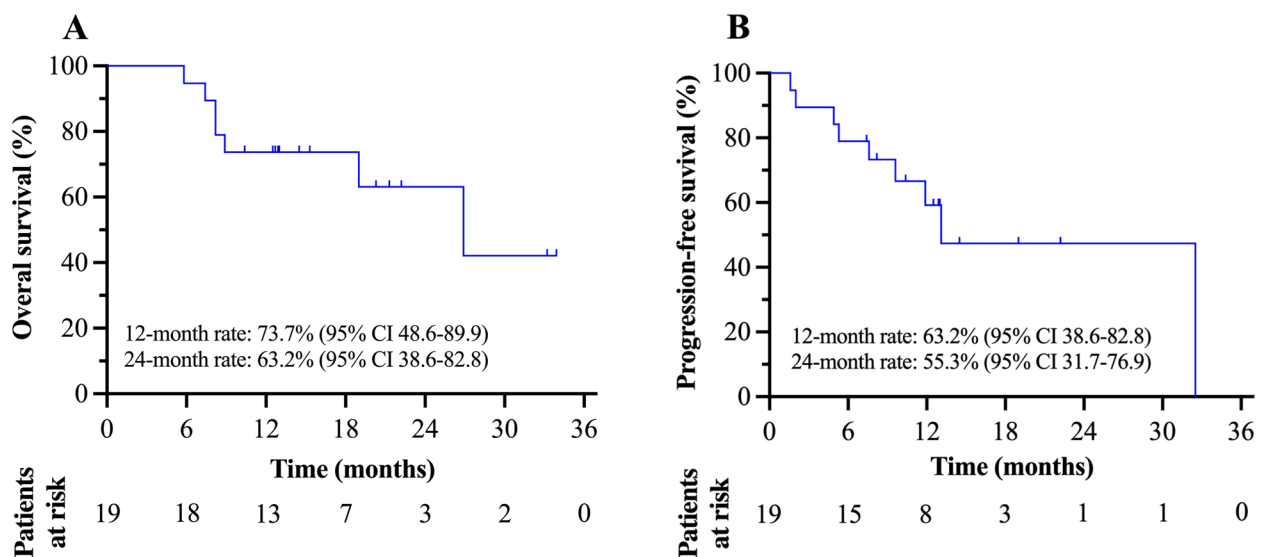 A
Overal survival (%)
100
80
60
40
20
0
12-month rate: 73.7% (95% CI 48.6-89.9)
24-month rate: 63.2% (95% CI 38.6-82.8)
0 6 12 18 24 30 36
Time (months)
Patients
at risk
19 18 13 7 3 2 0
B
Progression-free suvival (%)
100
80
60
40
20
0
12-month rate: 63.2% (95% CI 38.6-82.8)
24-month rate: 55.3% (95% CI 31.7-76.9)
0 6 12 18 24 30 36
Time (months)
Patients
at risk
19 15 8 3 1 1 0